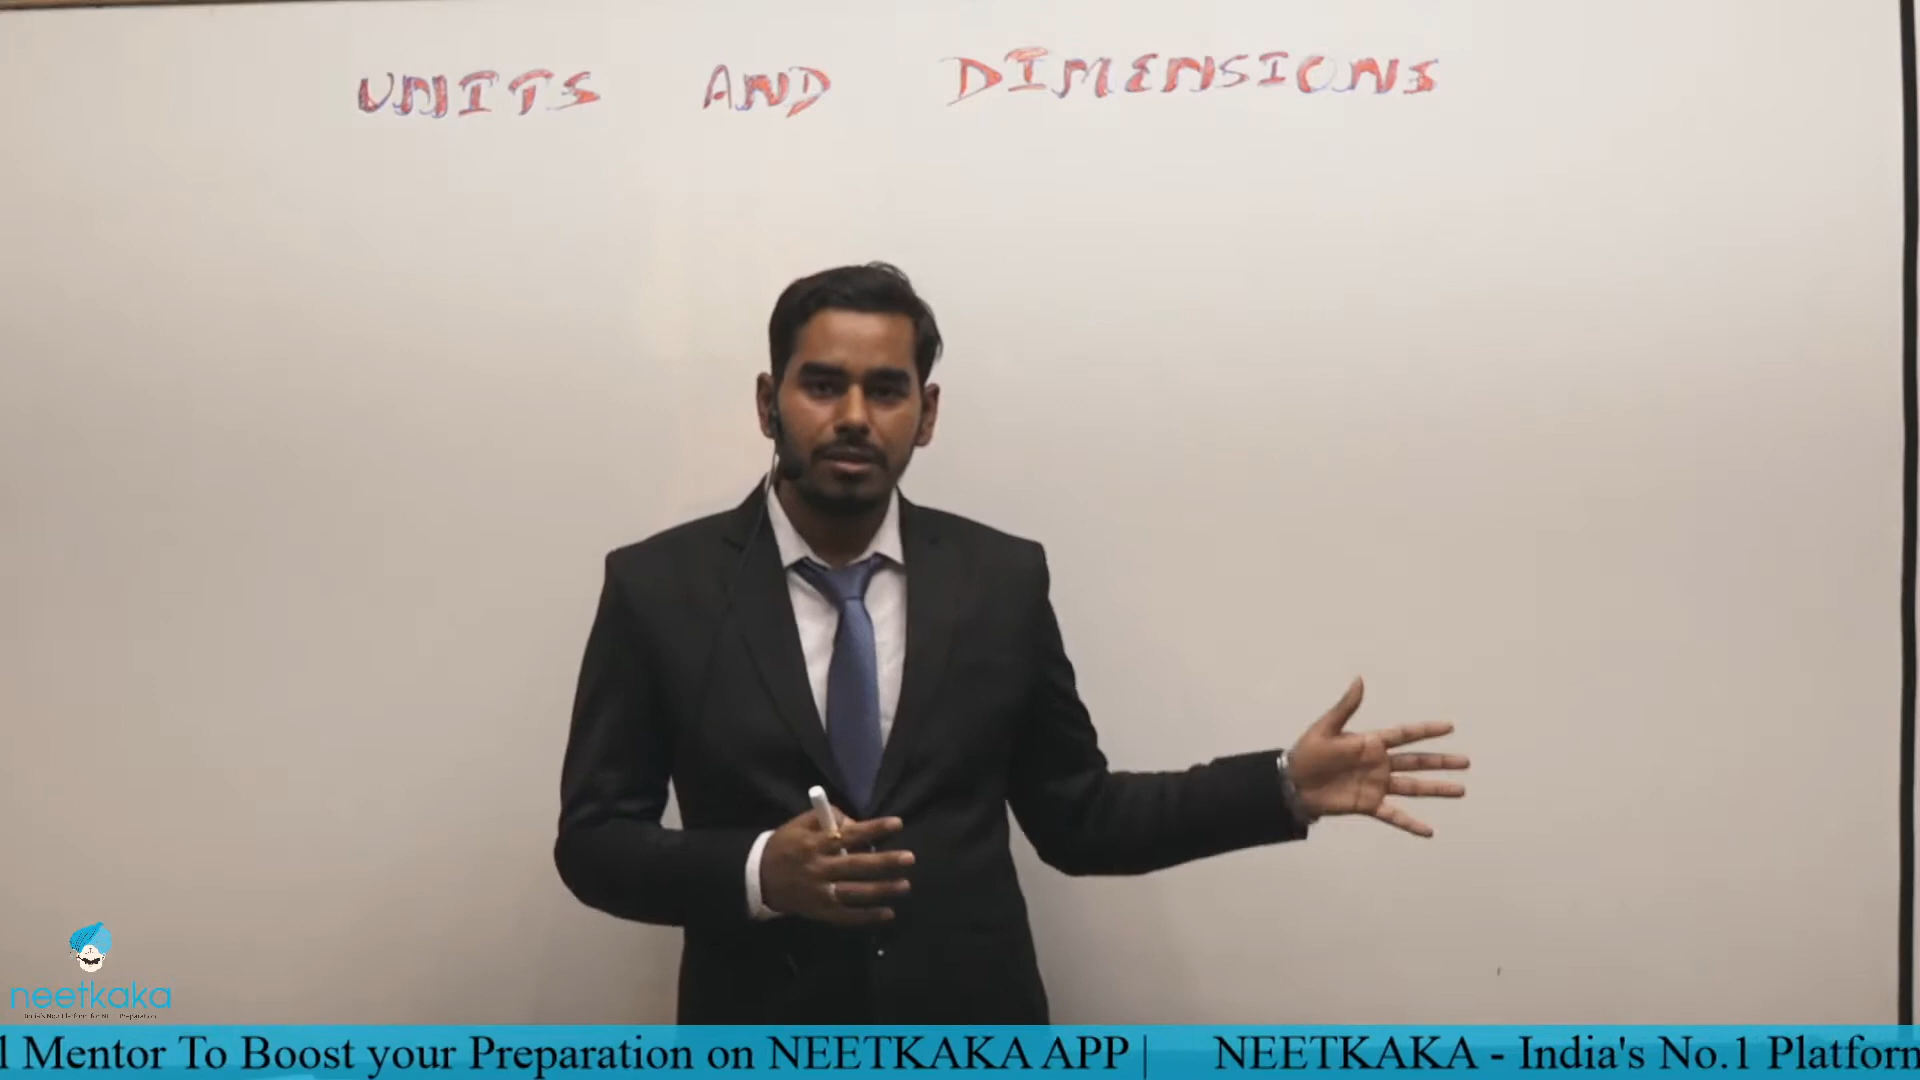 UNITS AND DIMENSIONS
neetkaka
l Mentor To Boost your Preparation on NEETKAKA APP | NEETKAKA - India's No.1 Platform